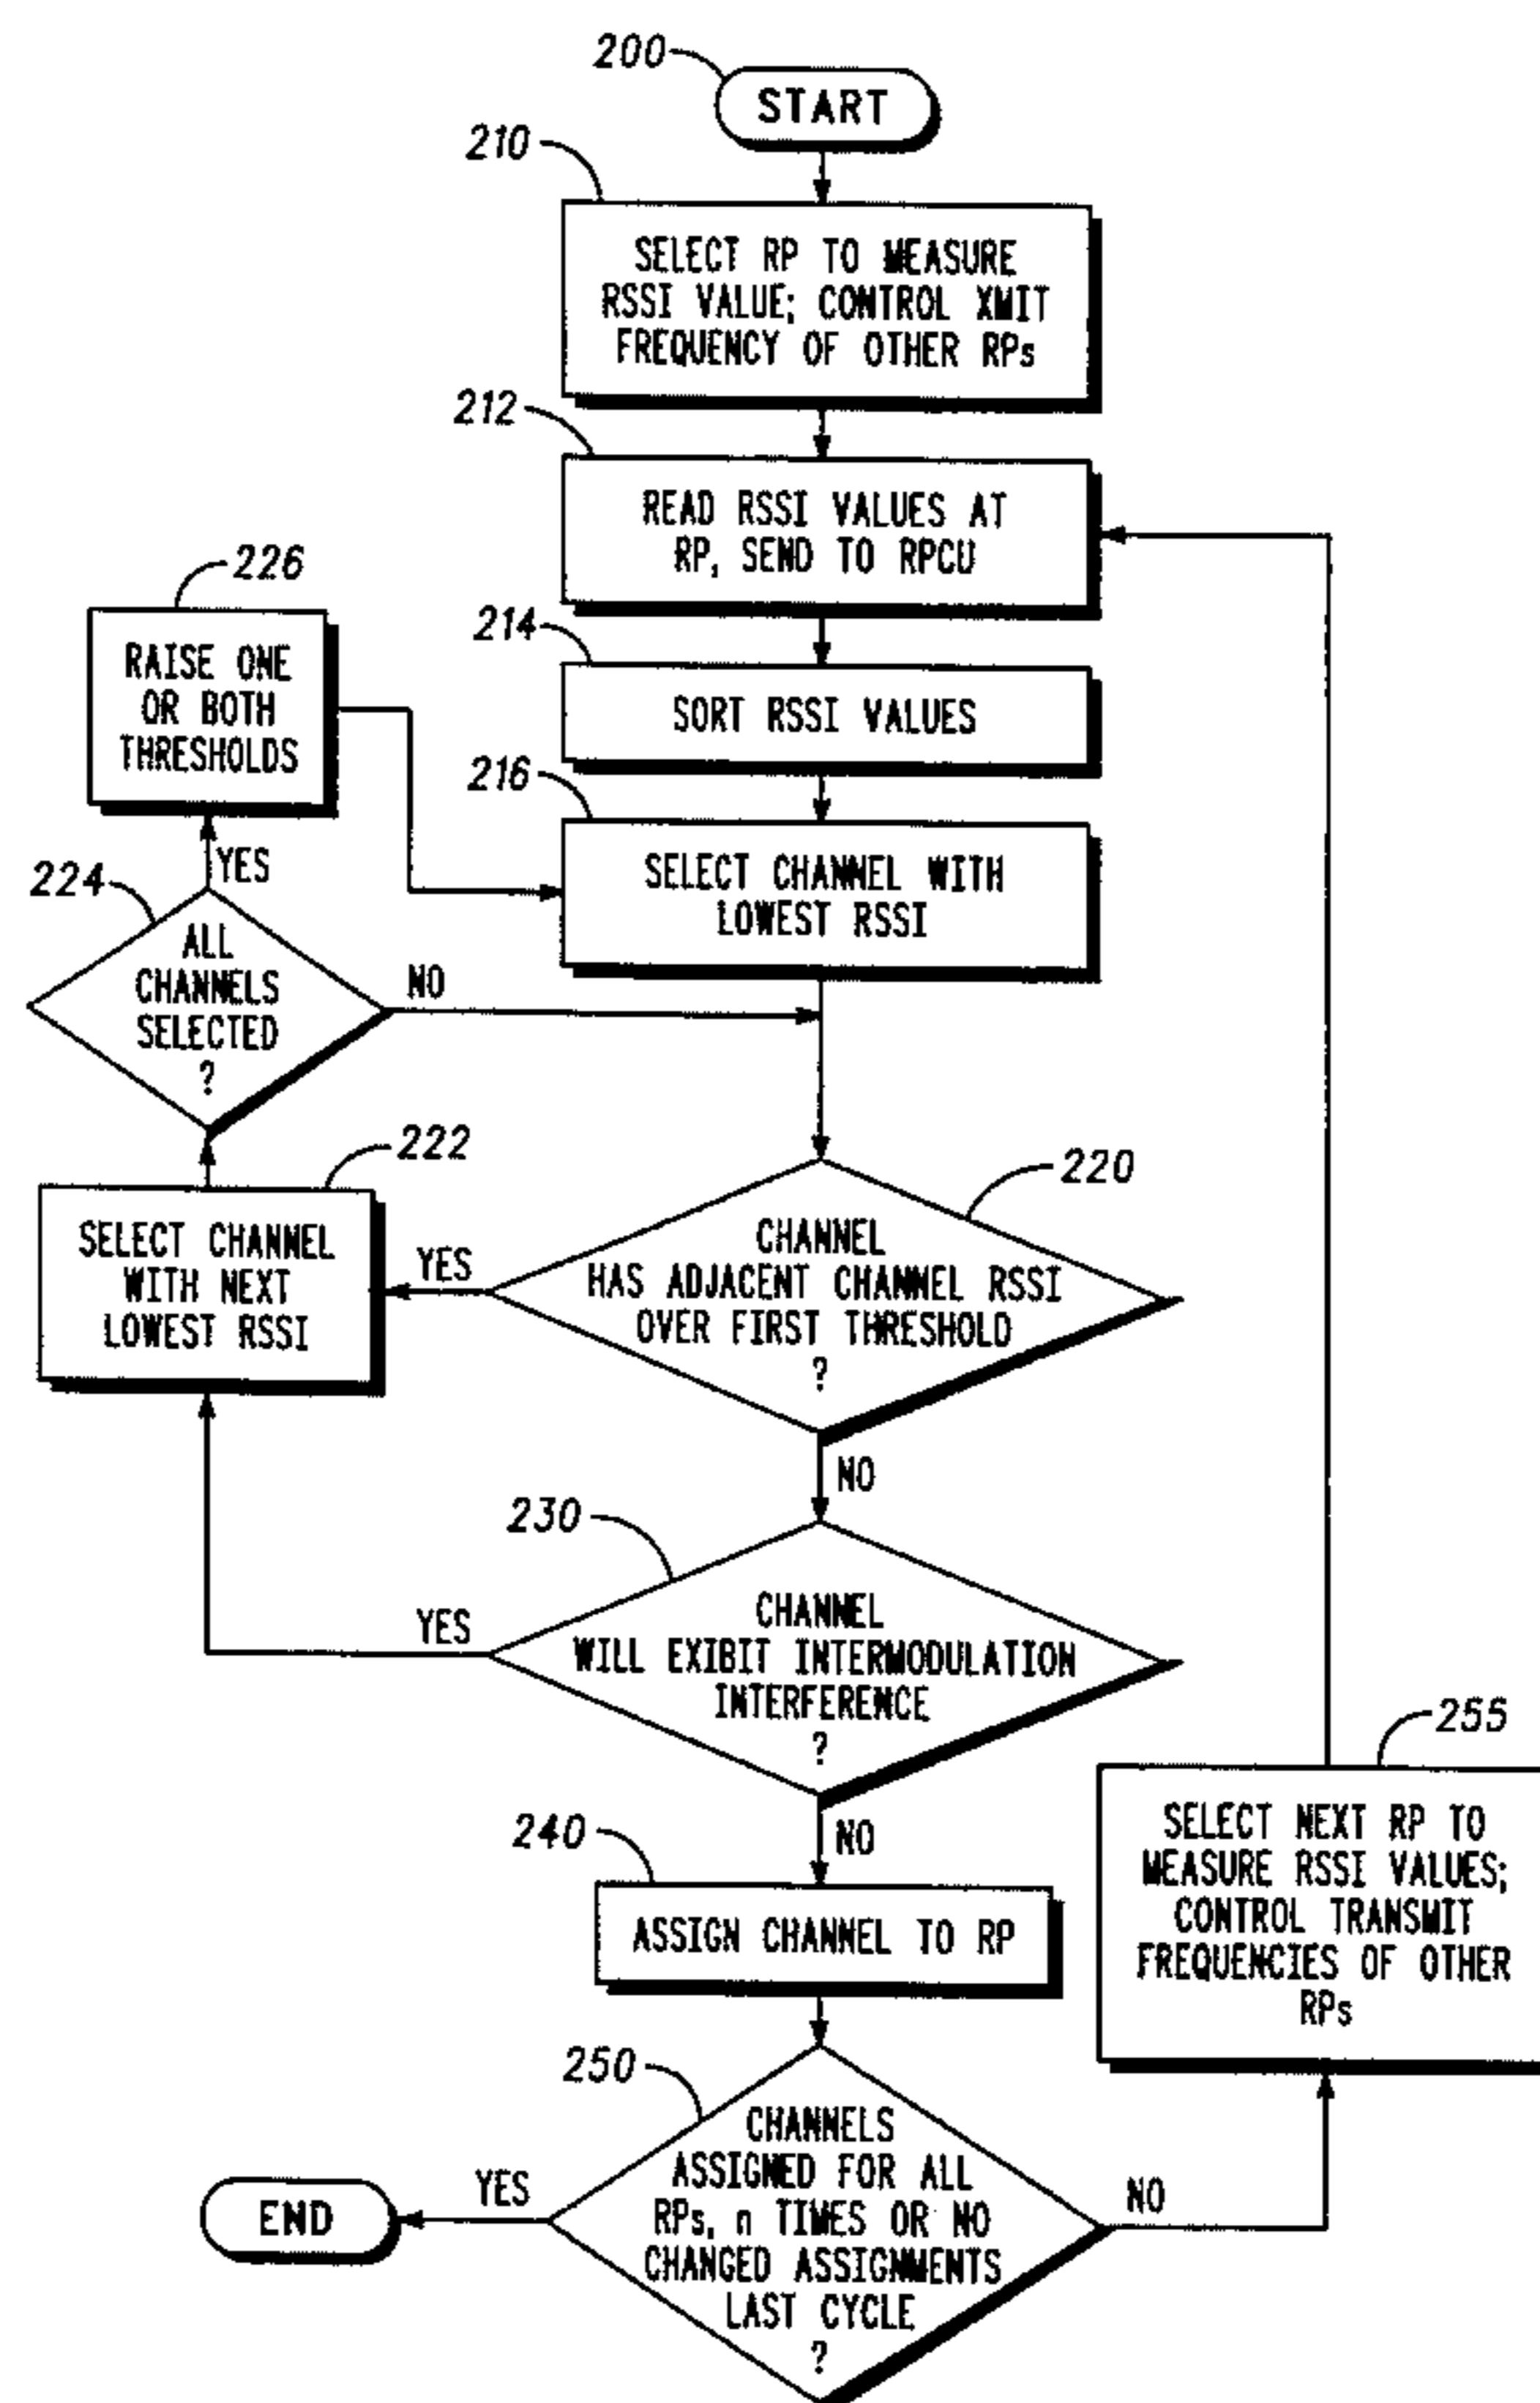 200
START
210
SELECT RP TO MEASURE
RSSI VALUE; CONTROL XMIT
FREQUENCY OF OTHER RPs
212
READ RSSI VALUES AT
RP, SEND TO RPCU
226
RAISE ONE
OR BOTH
THRESHOLDS
214
SORT RSSI VALUES
216
SELECT CHANNEL WITH
LOWEST RSSI
YES
224
ALL
CHANNELS
SELECTED
?
NO
222
SELECT CHANNEL
WITH NEXT
LOWEST RSSI
YES
220
CHANNEL
HAS ADJACENT CHANNEL RSSI
OVER FIRST THRESHOLD
?
NO
230
CHANNEL
WILL EXIBIT INTERMODULATION
INTERFERENCE
?
YES
NO
240
ASSIGN CHANNEL TO RP
255
SELECT NEXT RP TO
MEASURE RSSI VALUES;
CONTROL TRANSMIT
FREQUENCIES OF OTHER
RPs
250
CHANNELS
ASSIGNED FOR ALL
RPs, n TIMES OR NO
CHANGED ASSIGNMENTS
LAST CYCLE
?
YES
NO
END